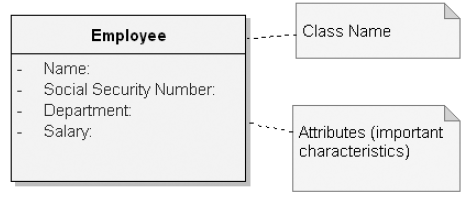 Employee
- Name:
- Social Security Number:
- Department:
- Salary:
Class Name
Attributes (important
characteristics)